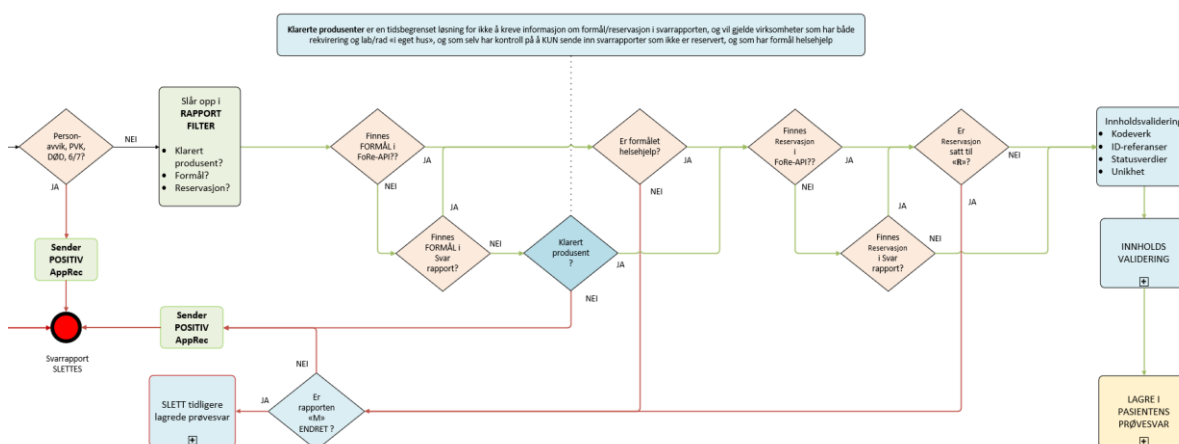 Klarerte produsenter er en tidsbegrenset løsning for ikke å kreve informasjon om formål/reservasjon i svarrapporten, og vil gjelde virksomheter som har både
rekvirering og lab/rad «i eget hus», og som selv har kontroll på å KUN sende inn svarrapporter som ikke er reservert, og som har formål helsehjelp
Person-
avvik, PVK,
DØD, 6/7?
NEI
JA
Slår opp i
RAPPORT
FILTER
• Klarert
produsent?
• Formål?
• Reservasjon?
Finnes
FORMÅL i
FoRe-API??
JA
NEI
Finnes
FORMÅL i
Svar
rapport?
JA
NEI
Klarert
produsent
?
JA
NEI
Er formålet
helsehjelp?
JA
NEI
Finnes
Reservasjon
i
FoRe-API??
JA
NEI
Finnes
Reservasjon
i Svar
rapport?
JA
NEI
Er
Reservasjon
satt til
«R»?
NEI
JA
Innholdsvalidering
• Kodeverk
• ID-referanser
• Statusverdier
• Unikhet
INNHOLDS
VALIDERING
LAGRE I
PASIENTENS
PRØVESVAR
Sender
POSITIV
AppRec
Svarrapport
SLETTES
Sender
POSITIV
AppRec
NEI
Er
rapporten
«M»
ENDRET ?
JA
SLETT tidligere
lagrede prøvesvar